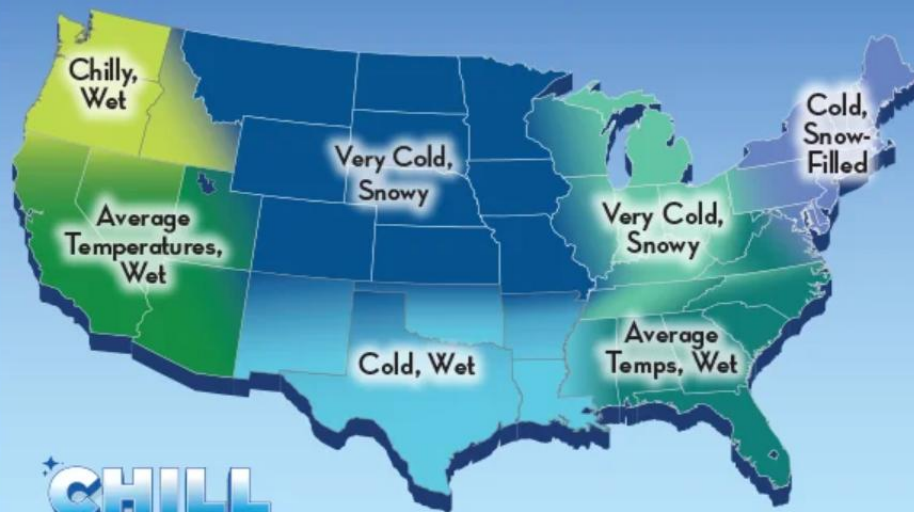 Chilly,
Wet
Cold,
Snow-
Filled
Very Cold,
Snowy
Average
Temperatures,
Wet
Very Cold,
Snowy
Average
Temps, Wet
Cold, Wet
CHILL